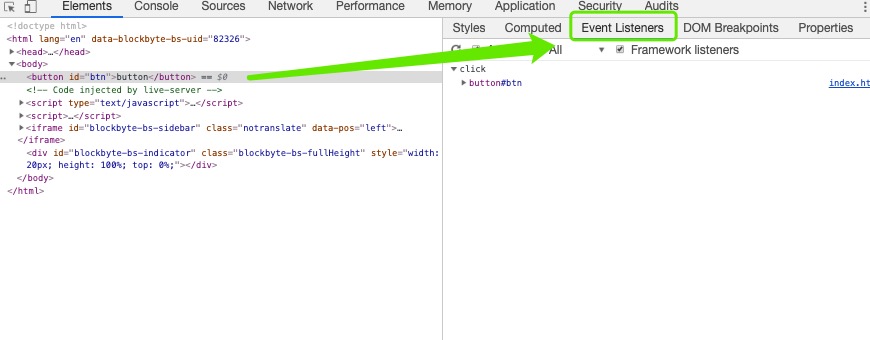 Elements Console Sources Network Performance Memory Application Security Audits
<!doctype html>
<html lang="en" data-blockbyte-bs-uid="82326">
<head>…</head>
<body>
<button id="btn">button</button> == $0
<!-- Code injected by live-server -->
<script type="text/javascript">…</script>
<script>…</script>
<iframe id="blockbyte-bs-sidebar" class="notranslate" data-pos="left">…
</iframe>
<div id="blockbyte-bs-indicator" class="blockbyte-bs-fullHeight" style="width:
20px; height: 100%; top: 0%;"></div>
</body>
</html>
Styles Computed Event Listeners DOM Breakpoints Properties
All Framework listeners
click
button#btn index.ht